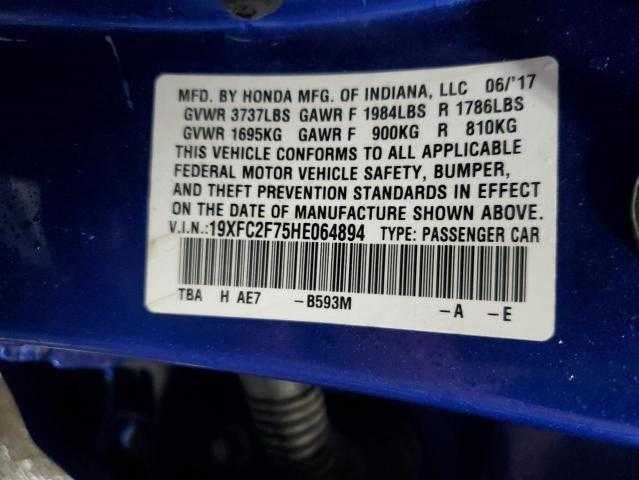 MFD. BY HONDA MFG. OF INDIANA, LLC 06/'17
GVWR 3737LBS GAWR F 1984LBS R 1786LBS
GVWR 1695KG GAWR F 900KG R 810KG
THIS VEHICLE CONFORMS TO ALL APPLICABLE
FEDERAL MOTOR VEHICLE SAFETY, BUMPER,
AND THEFT PREVENTION STANDARDS IN EFFECT
ON THE DATE OF MANUFACTURE SHOWN ABOVE.
V.I.N.:19XFC2F75HE064894 TYPE: PASSENGER CAR
TBA H AE7 -B593M -A -E